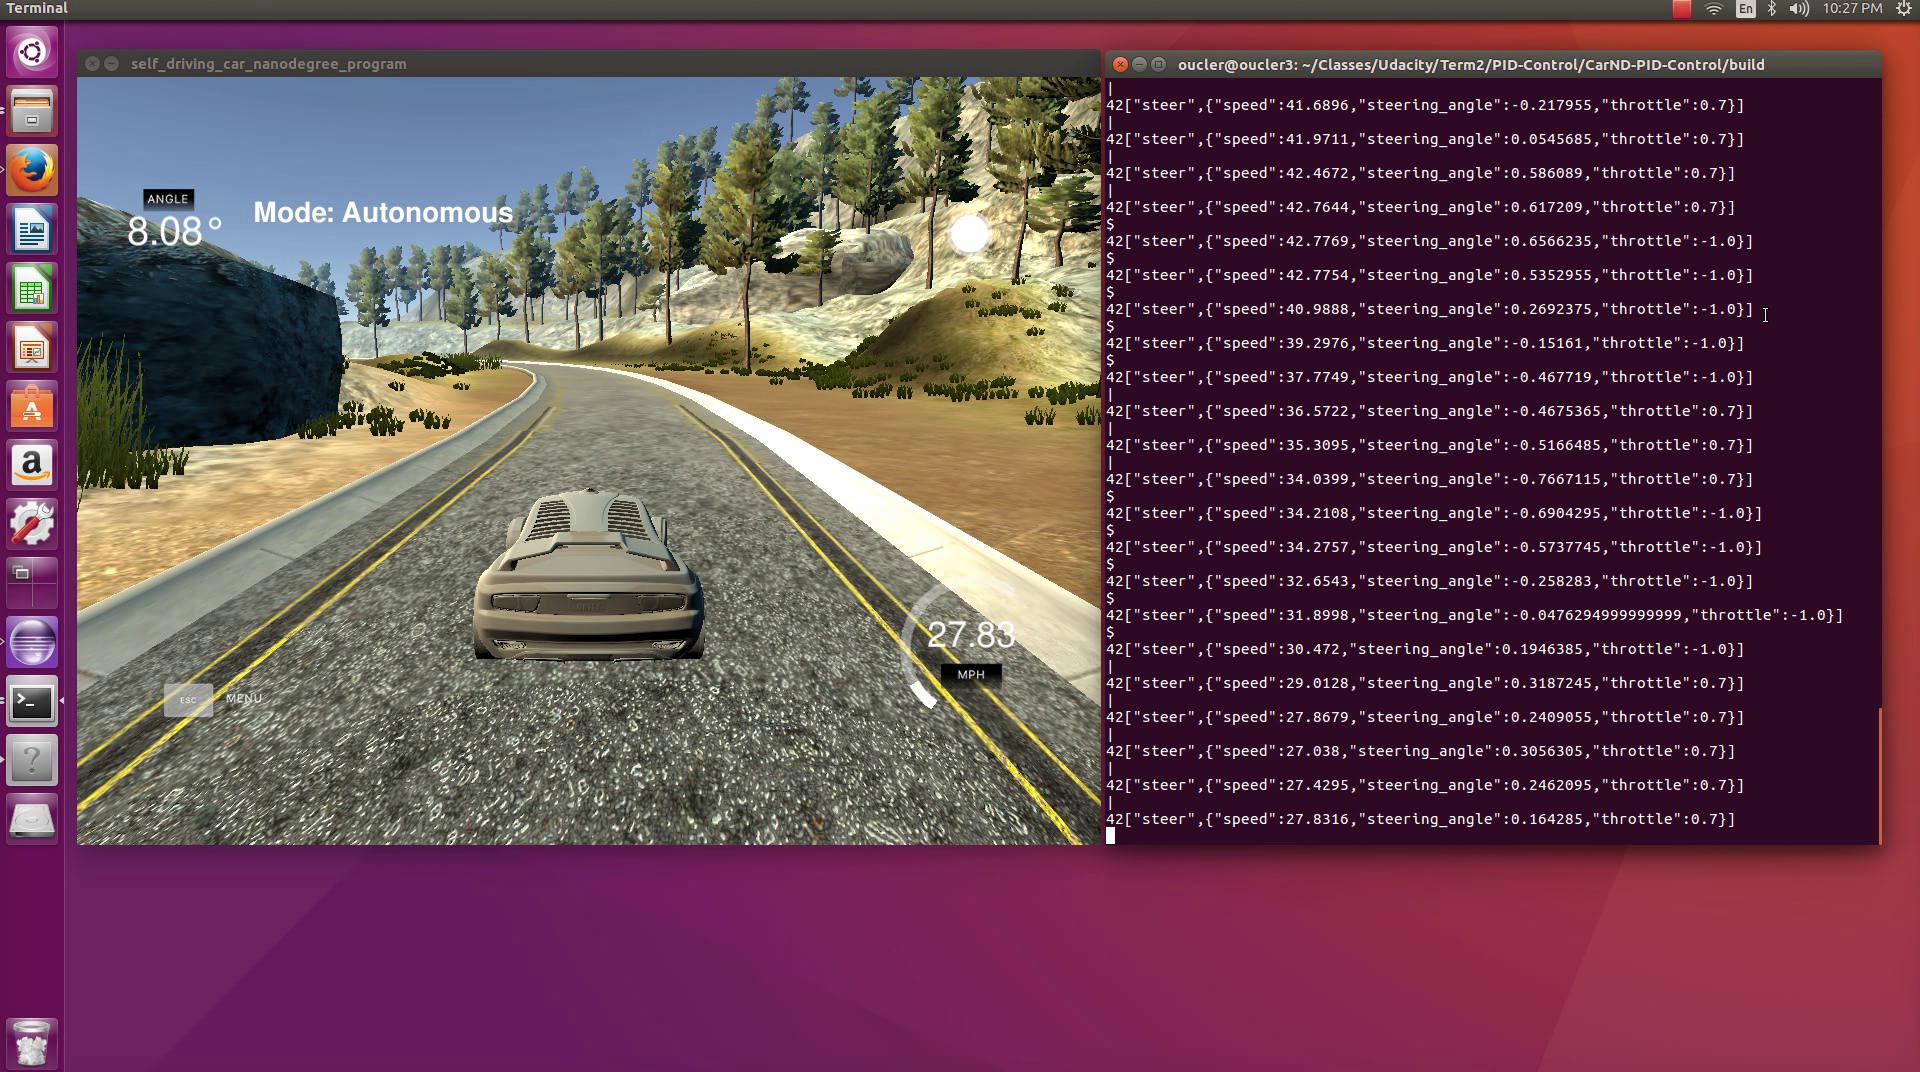 Terminal
En
10:27 PM
self_driving_car_nanodegree_program
ANGLE
8.08°
Mode: Autonomous
27.83
MPH
ESC
MENU
oucler@oucler3: ~/Classes/Udacity/Term2/PID-Control/CarND-PID-Control/build
|
42["steer",{"speed":41.6896,"steering_angle":-0.217955,"throttle":0.7}]
|
42["steer",{"speed":41.9711,"steering_angle":0.0545685,"throttle":0.7}]
|
42["steer",{"speed":42.4672,"steering_angle":0.586089,"throttle":0.7}]
|
42["steer",{"speed":42.7644,"steering_angle":0.617209,"throttle":0.7}]
$
42["steer",{"speed":42.7769,"steering_angle":0.6566235,"throttle":-1.0}]
$
42["steer",{"speed":42.7754,"steering_angle":0.5352955,"throttle":-1.0}]
$
42["steer",{"speed":40.9888,"steering_angle":0.2692375,"throttle":-1.0}]
$
42["steer",{"speed":39.2976,"steering_angle":-0.15161,"throttle":-1.0}]
$
42["steer",{"speed":37.7749,"steering_angle":-0.467719,"throttle":-1.0}]
|
42["steer",{"speed":36.5722,"steering_angle":-0.4675365,"throttle":0.7}]
|
42["steer",{"speed":35.3095,"steering_angle":-0.5166485,"throttle":0.7}]
|
42["steer",{"speed":34.0399,"steering_angle":-0.7667115,"throttle":0.7}]
$
42["steer",{"speed":34.2108,"steering_angle":-0.6904295,"throttle":-1.0}]
$
42["steer",{"speed":34.2757,"steering_angle":-0.5737745,"throttle":-1.0}]
$
42["steer",{"speed":32.6543,"steering_angle":-0.258283,"throttle":-1.0}]
$
42["steer",{"speed":31.8998,"steering_angle":-0.0476294999999999,"throttle":-1.0}]
$
42["steer",{"speed":30.472,"steering_angle":0.1946385,"throttle":-1.0}]
|
42["steer",{"speed":29.0128,"steering_angle":0.3187245,"throttle":0.7}]
|
42["steer",{"speed":27.8679,"steering_angle":0.2409055,"throttle":0.7}]
|
42["steer",{"speed":27.038,"steering_angle":0.3056305,"throttle":0.7}]
|
42["steer",{"speed":27.4295,"steering_angle":0.2462095,"throttle":0.7}]
|
42["steer",{"speed":27.8316,"steering_angle":0.164285,"throttle":0.7}]